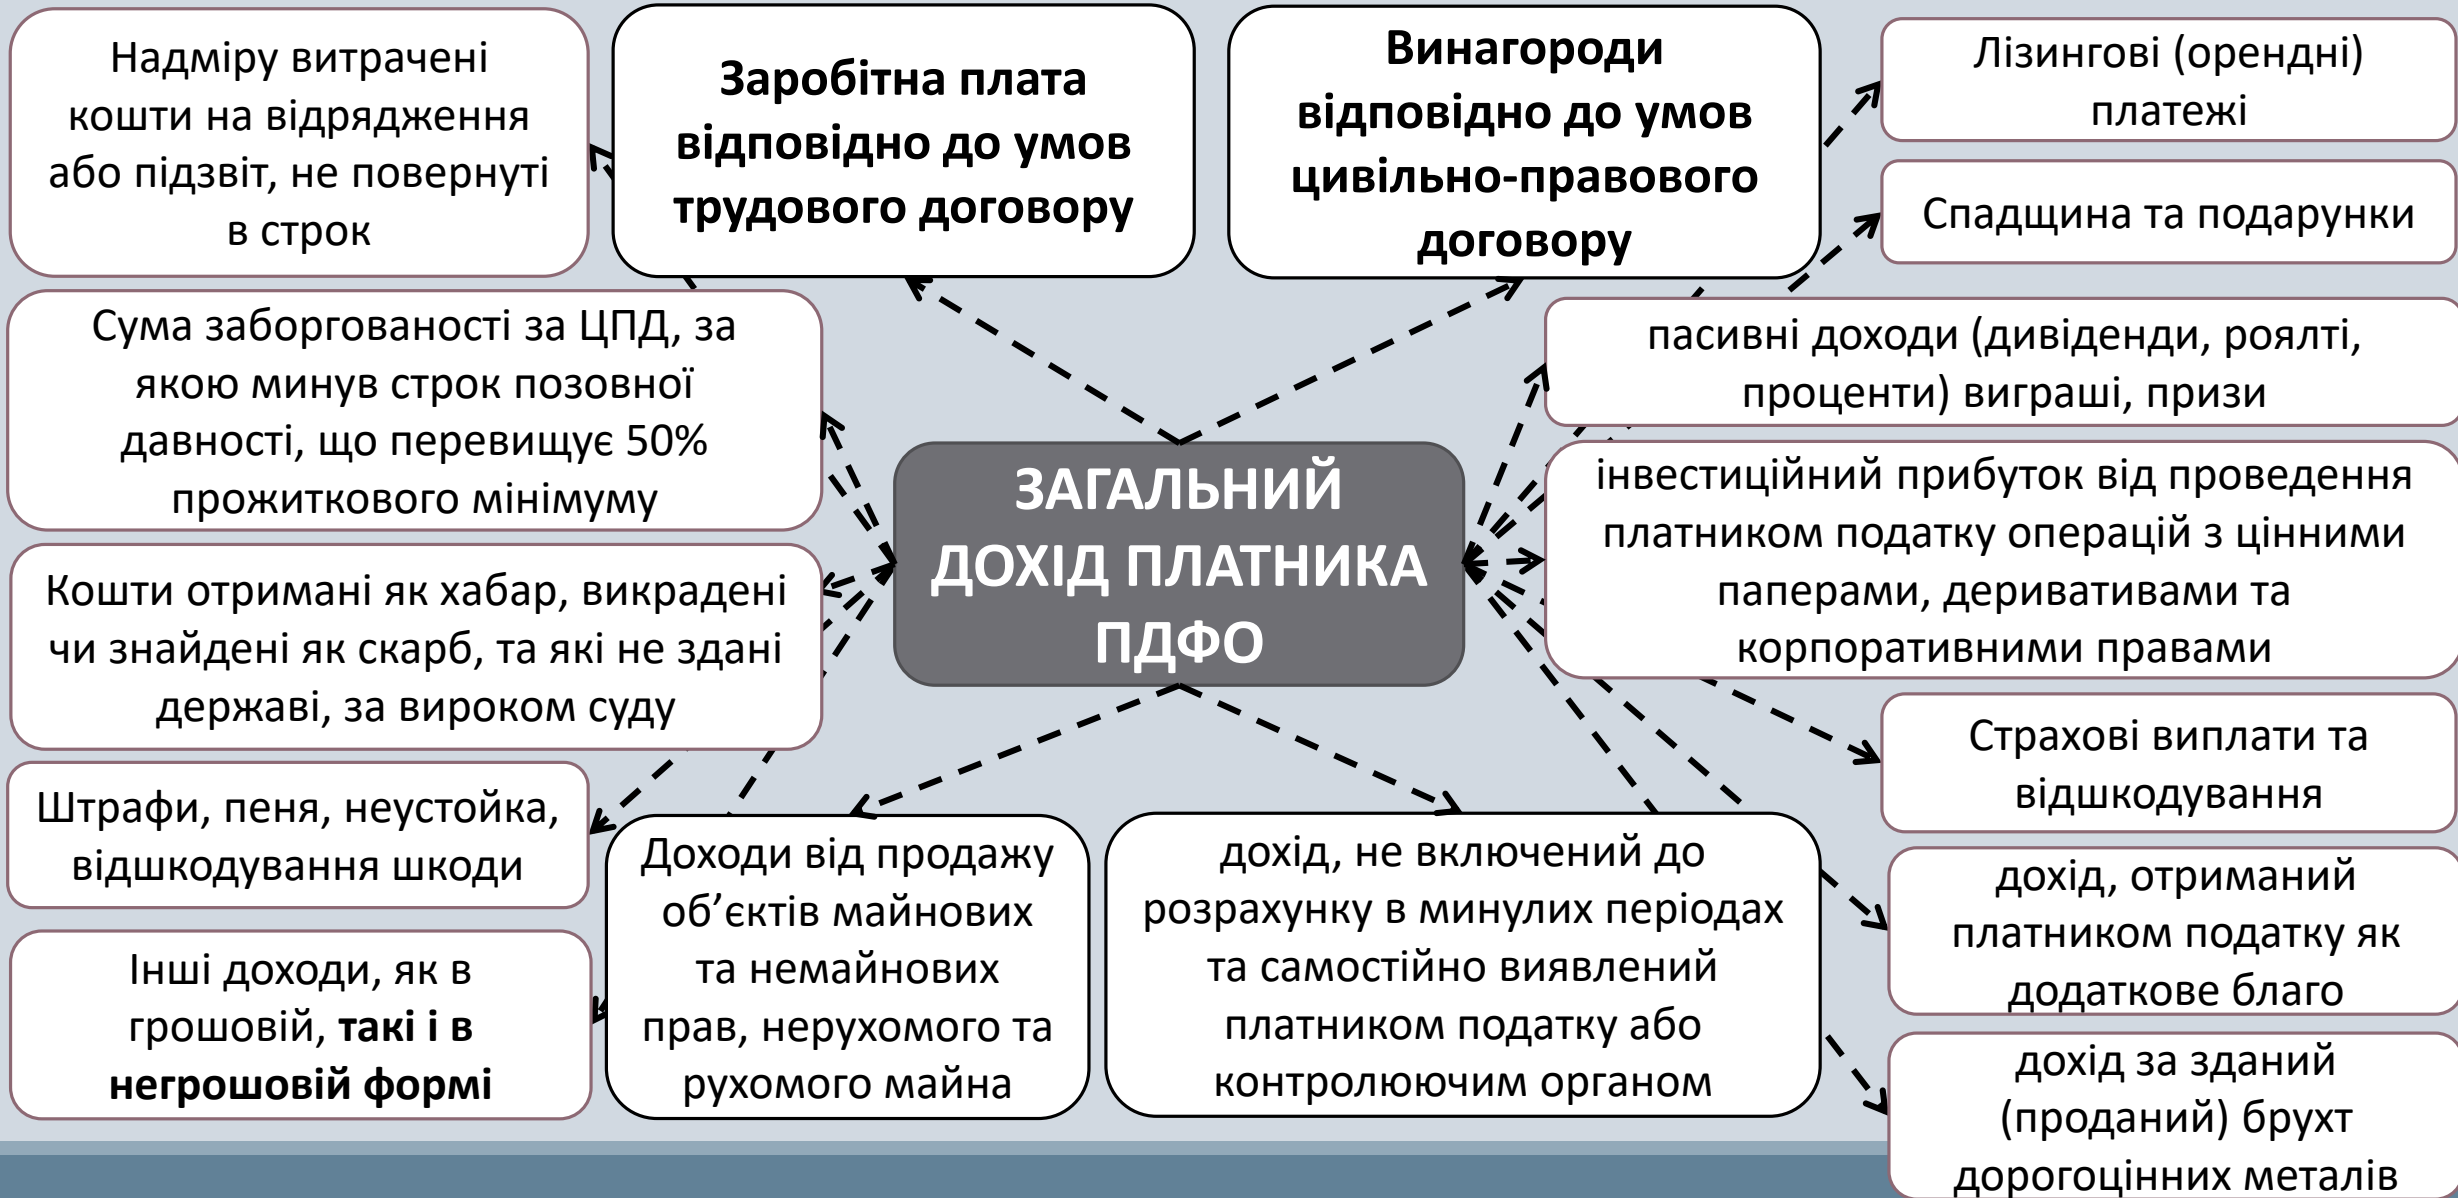 Надміру витрачені
кошти на відрядження
або підзвіт, не повернуті
в строк
Заробітна плата
відповідно до умов
трудового договору
Винагороди
відповідно до умов
цивільно-правового
договору
Лізингові (орендні)
платежі
Спадщина та подарунки
Сума заборгованості за ЦПД, за
якою минув строк позовної
давності, що перевищує 50%
прожиткового мінімуму
пасивні доходи (дивіденди, роялті,
проценти) виграші, призи
ЗАГАЛЬНИЙ
ДОХІД ПЛАТНИКА
ПДФО
інвестиційний прибуток від проведення
платником податку операцій з цінними
паперами, деривативами та
корпоративними правами
Кошти отримані як хабар, викрадені
чи знайдені як скарб, та які не здані
державі, за вироком суду
Страхові виплати та
відшкодування
Штрафи, пеня, неустойка,
відшкодування шкоди
Доходи від продажу
об’єктів майнових
та немайнових
прав, нерухомого та
рухомого майна
дохід, не включений до
розрахунку в минулих періодах
та самостійно виявлений
платником податку або
контролюючим органом
дохід, отриманий
платником податку як
додаткове благо
Інші доходи, як в
грошовій, такі і в
негрошовій формі
дохід за зданий
(проданий) брухт
дорогоцінних металів